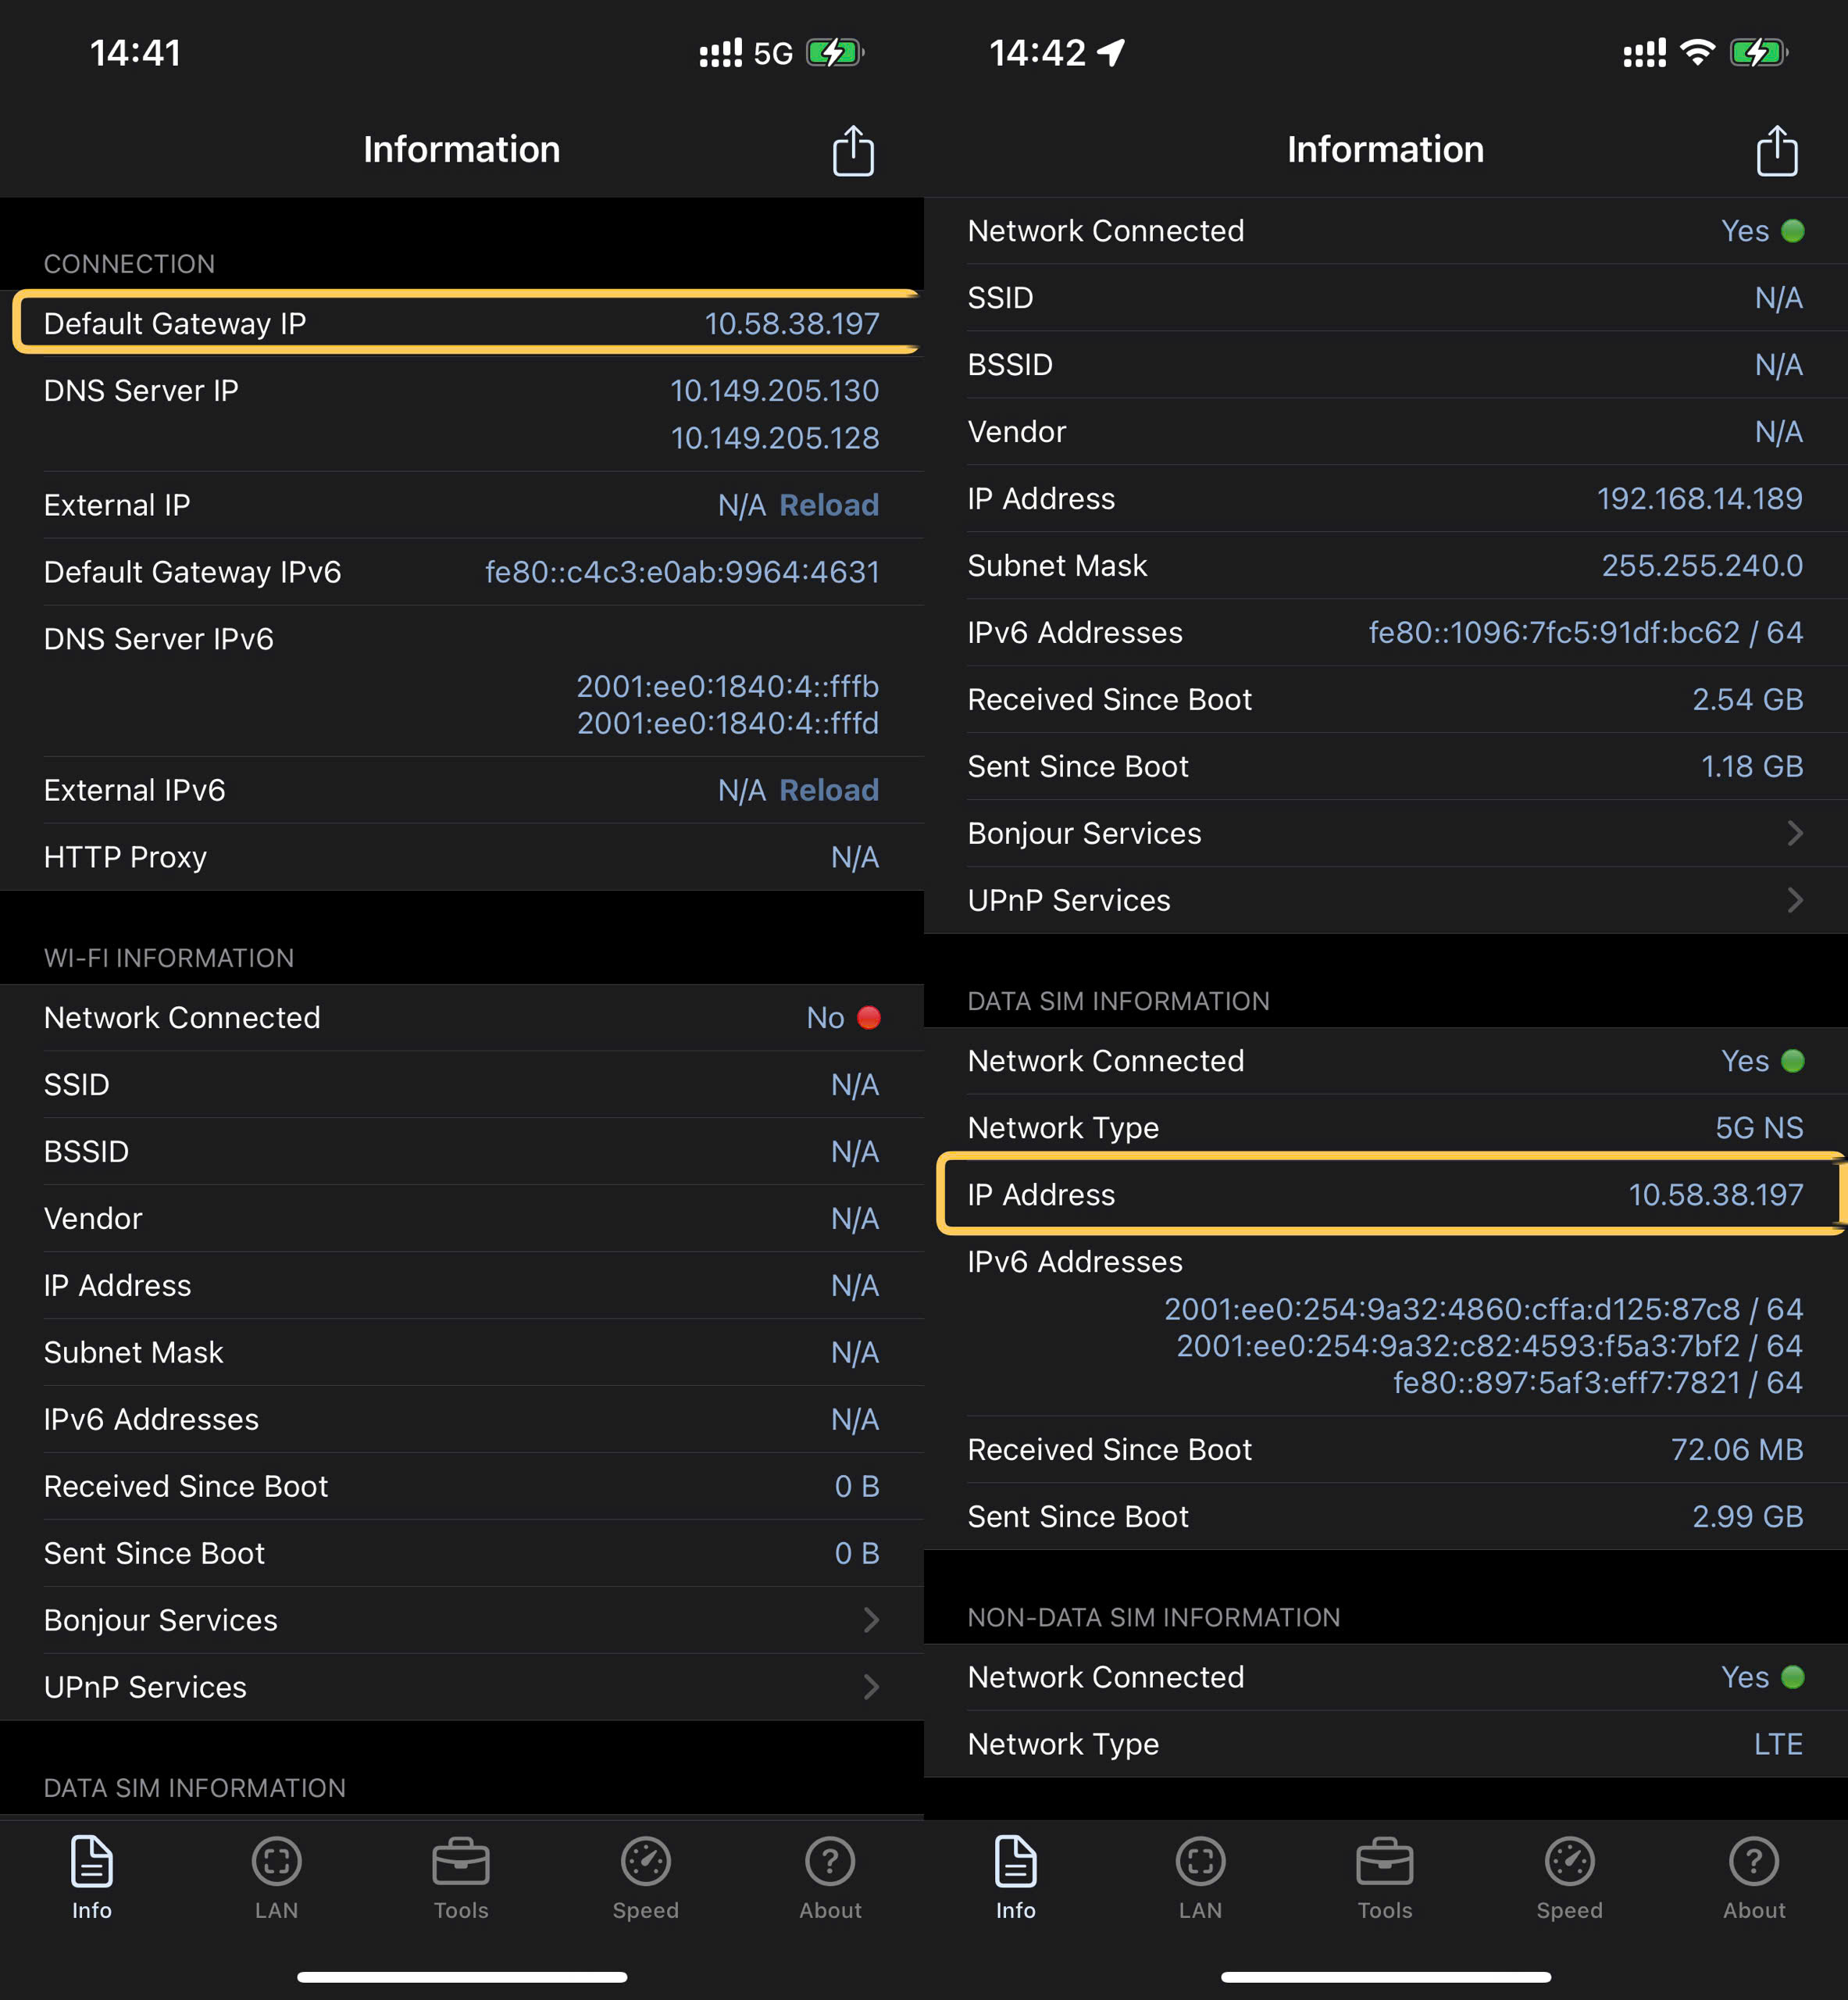 14:41
5G
Information
CONNECTION
Default Gateway IP 10.58.38.197
DNS Server IP 10.149.205.130
10.149.205.128
External IP N/A Reload
Default Gateway IPv6 fe80::c4c3:e0ab:9964:4631
DNS Server IPv6
2001:ee0:1840:4::fffb
2001:ee0:1840:4::fffd
External IPv6 N/A Reload
HTTP Proxy N/A
WI-FI INFORMATION
Network Connected No
SSID N/A
BSSID N/A
Vendor N/A
IP Address N/A
Subnet Mask N/A
IPv6 Addresses N/A
Received Since Boot 0 B
Sent Since Boot 0 B
Bonjour Services
UPnP Services
DATA SIM INFORMATION
Info LAN Tools Speed About
14:42
Information
Network Connected Yes
SSID N/A
BSSID N/A
Vendor N/A
IP Address 192.168.14.189
Subnet Mask 255.255.240.0
IPv6 Addresses fe80::1096:7fc5:91df:bc62 / 64
Received Since Boot 2.54 GB
Sent Since Boot 1.18 GB
Bonjour Services
UPnP Services
DATA SIM INFORMATION
Network Connected Yes
Network Type 5G NS
IP Address 10.58.38.197
IPv6 Addresses
2001:ee0:254:9a32:4860:cffa:d125:87c8 / 64
2001:ee0:254:9a32:c82:4593:f5a3:7bf2 / 64
fe80::897:5af3:eff7:7821 / 64
Received Since Boot 72.06 MB
Sent Since Boot 2.99 GB
NON-DATA SIM INFORMATION
Network Connected Yes
Network Type LTE
Info LAN Tools Speed About